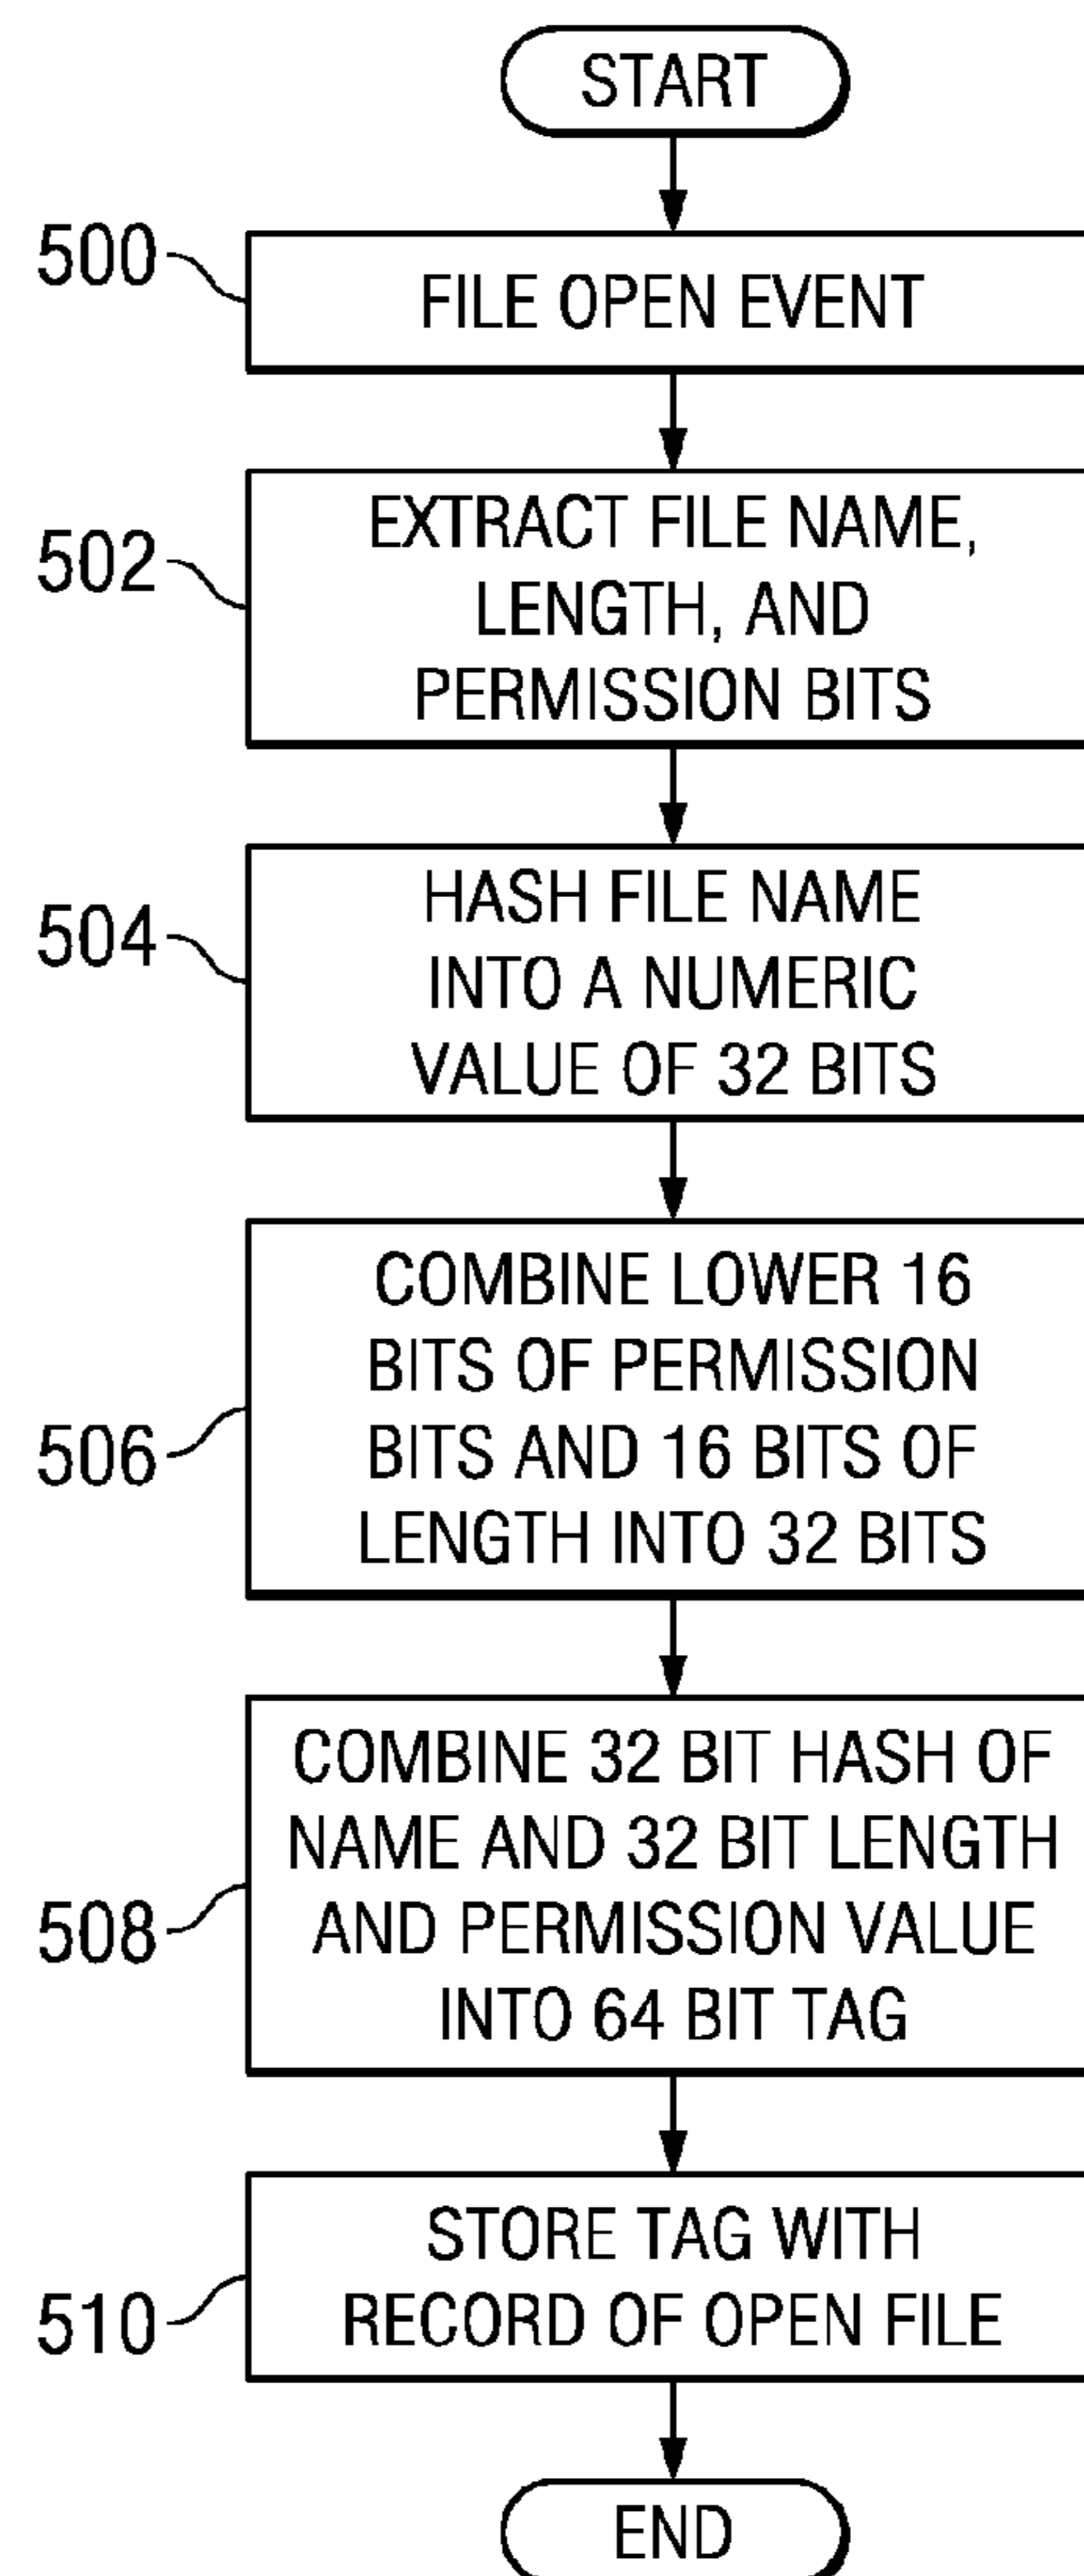 START
500
FILE OPEN EVENT
502
EXTRACT FILE NAME,
LENGTH, AND
PERMISSION BITS
504
HASH FILE NAME
INTO A NUMERIC
VALUE OF 32 BITS
506
COMBINE LOWER 16
BITS OF PERMISSION
BITS AND 16 BITS OF
LENGTH INTO 32 BITS
508
COMBINE 32 BIT HASH OF
NAME AND 32 BIT LENGTH
AND PERMISSION VALUE
INTO 64 BIT TAG
510
STORE TAG WITH
RECORD OF OPEN FILE
END